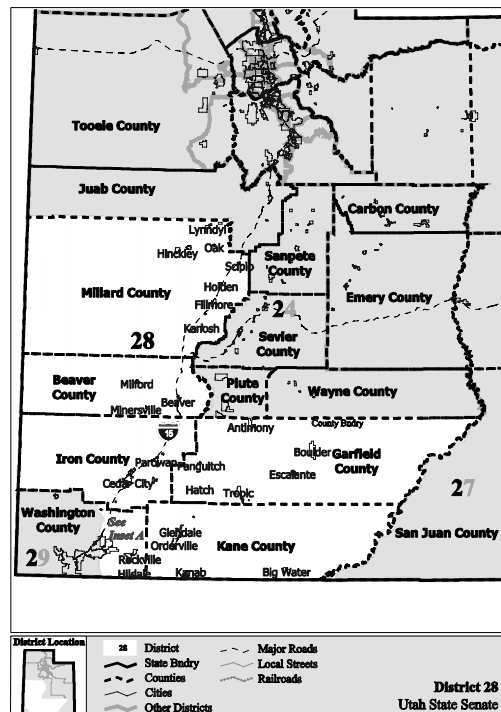 Tooele County
Juab County
Carbon County
Lynndyl
Oak
Hinckley
Scipio
Sanpete
County
Millard County
Holden
Fillmore
Emery County
24
Kanosh
28
Sevier
County
Beaver
County
Milford
Beaver
Minersville
Piute
County
Wayne County
Antimony
County Bndry
15
Iron County
Parowan
Panguitch
Boulder
Garfield
County
Cedar City
Escalante
Hatch
Tropic
27
Washington
County
(See
Inset A)
Glendale
Orderville
Kane County
San Juan County
29
Rockville
Hildale
Kanab
Big Water
District Location
28
District
State Bndry
Counties
Cities
Other Districts
Major Roads
Local Streets
Railroads
District 28
Utah State Senate